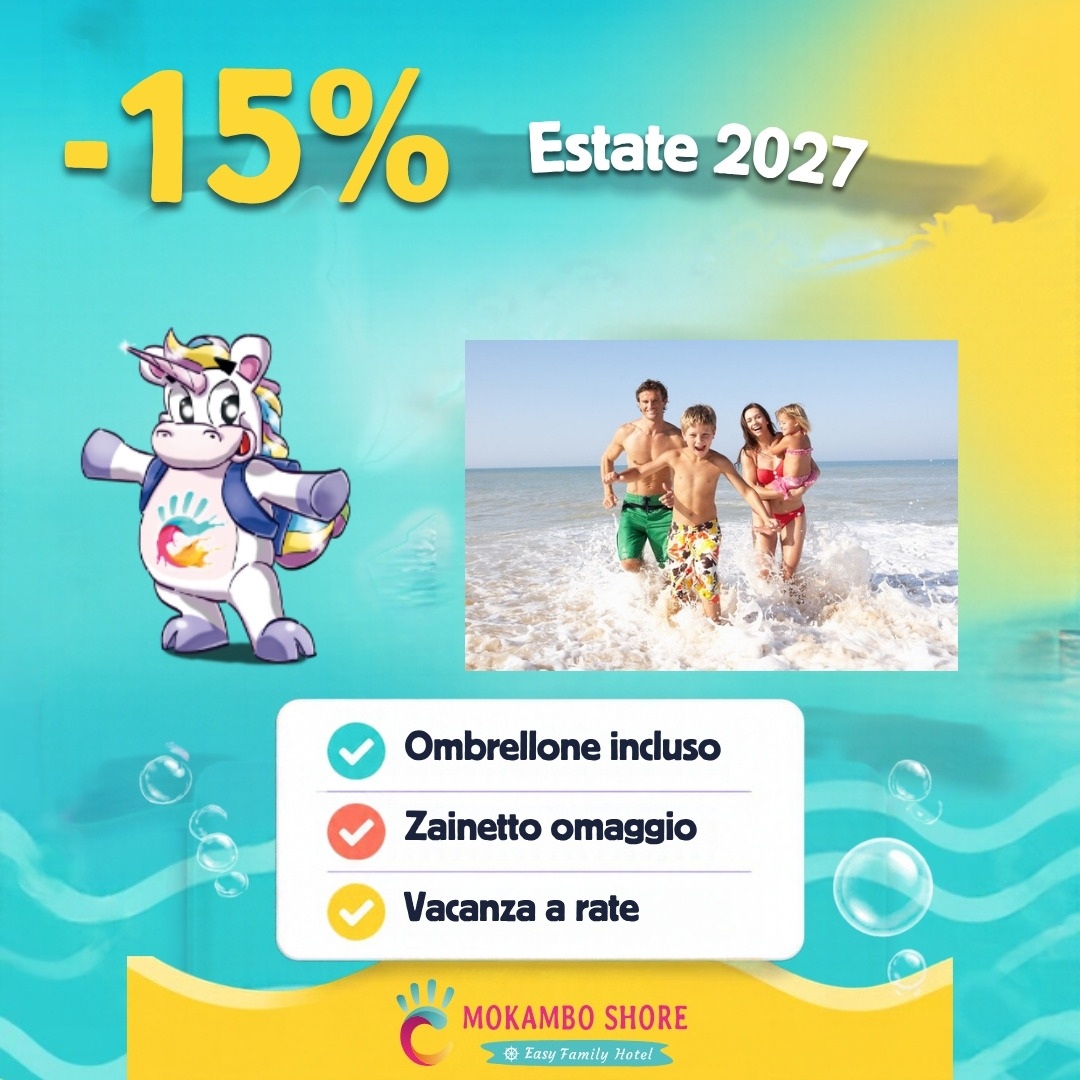 -15%
Estate 2027
Ombrellone incluso
Zainetto omaggio
Vacanza a rate
MOKAMBO SHORE
Easy Family Hotel